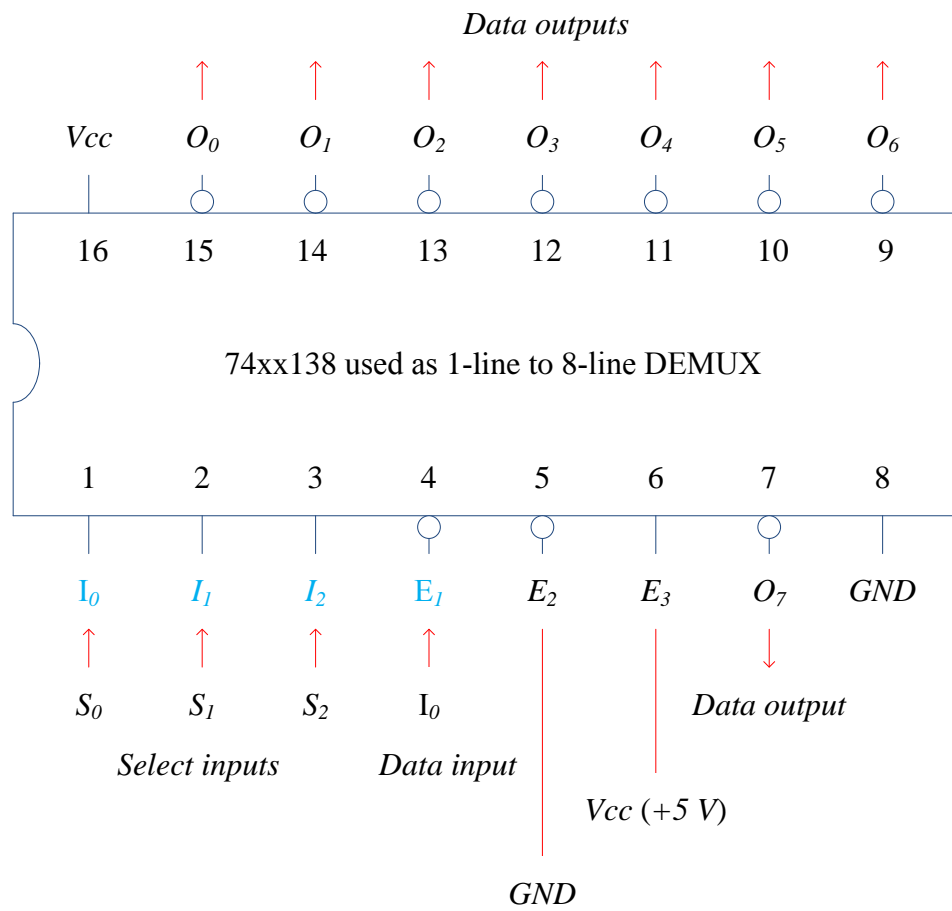 Data outputs
Vcc O0 O1 O2 O3 O4 O5 O6
16 15 14 13 12 11 10 9
74xx138 used as 1-line to 8-line DEMUX
1 2 3 4 5 6 7 8
I0 I1 I2 E1 E2 E3 O7 GND
S0 S1 S2 I0 Data output
Select inputs Data input
Vcc (+5 V)
GND